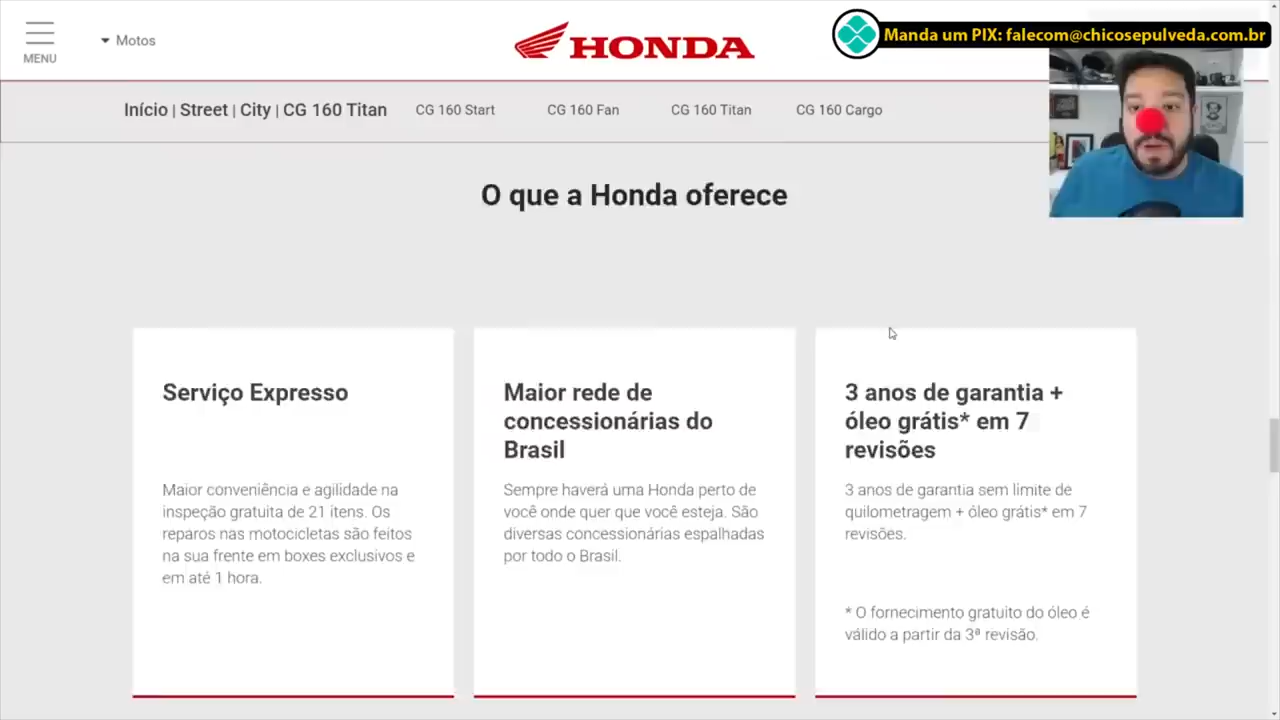 Manda um PIX: falecom@chicosepulveda.com.br
MENU
Motos
HONDA
Início | Street | City | CG 160 Titan
CG 160 Start
CG 160 Fan
CG 160 Titan
CG 160 Cargo
O que a Honda oferece
Serviço Expresso
Maior conveniência e agilidade na
inspeção gratuita de 21 itens. Os
reparos nas motocicletas são feitos
na sua frente em boxes exclusivos e
em até 1 hora.
Maior rede de
concessionárias do
Brasil
Sempre haverá uma Honda perto de
você onde quer que você esteja. São
diversas concessionárias espalhadas
por todo o Brasil.
3 anos de garantia +
óleo grátis* em 7
revisões
3 anos de garantia sem limite de
quilometragem + óleo grátis* em 7
revisões.
* O fornecimento gratuito do óleo é
válido a partir da 3ª revisão.